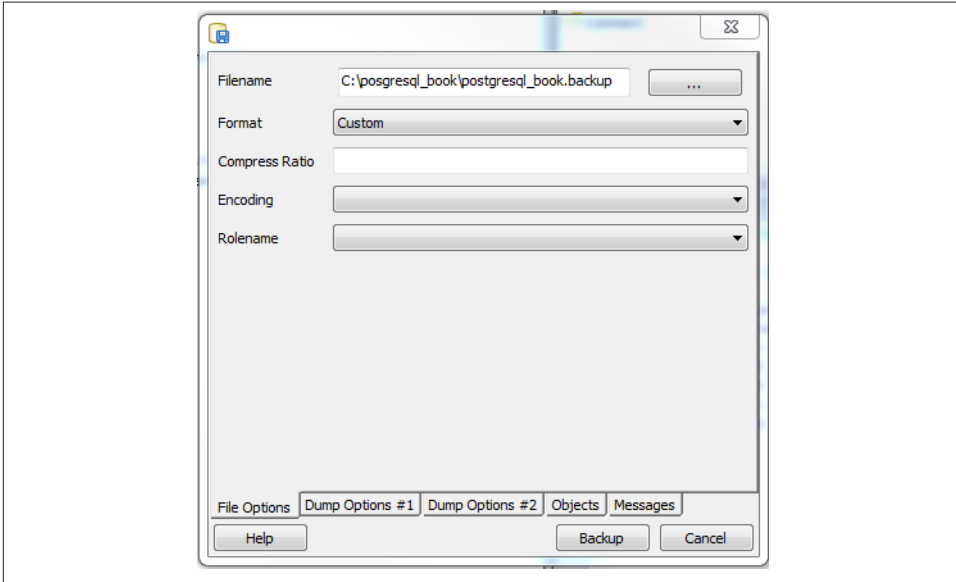 Filename C:\posgresql_book\postgresql_book.backup ...
Format Custom
Compress Ratio
Encoding
Rolename
File Options Dump Options #1 Dump Options #2 Objects Messages
Help Backup Cancel